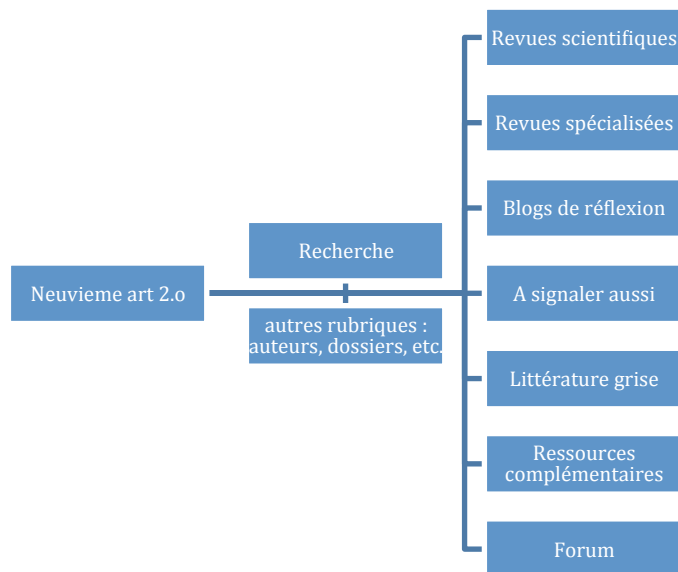 Neuvieme art 2.o
Recherche
autres rubriques :
auteurs, dossiers, etc.
Revues scientifiques
Revues spécialisées
Blogs de réflexion
A signaler aussi
Littérature grise
Ressources
complémentaires
Forum